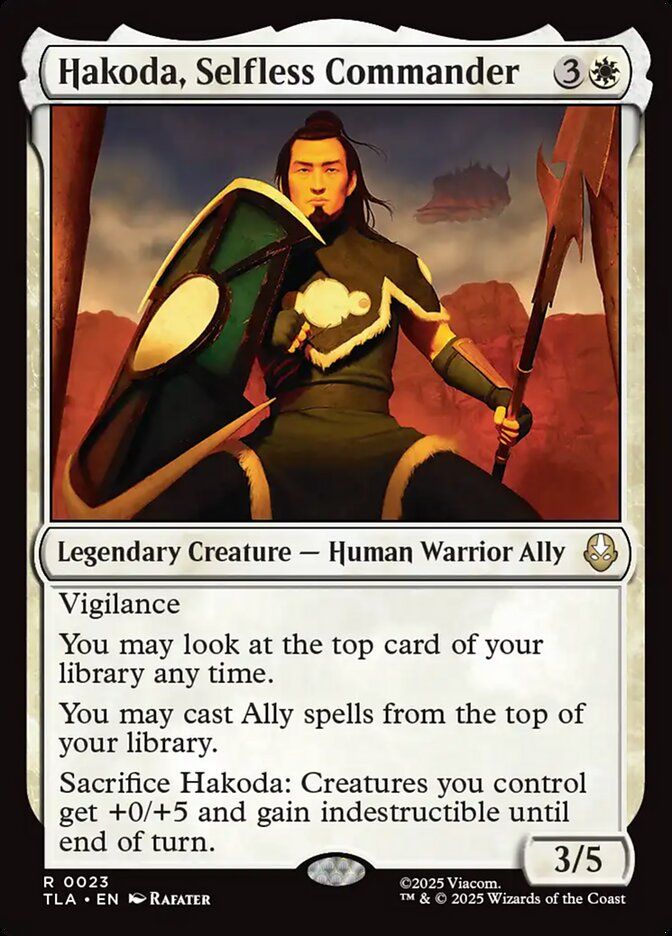 Hakoda, Selfless Commander 3
Legendary Creature — Human Warrior Ally
Vigilance
You may look at the top card of your
library any time.
You may cast Ally spells from the top of
your library.
Sacrifice Hakoda: Creatures you control
get +0/+5 and gain indestructible until
end of turn.
3/5
R 0023
TLA • EN Rafater
©2025 Viacom.
™ & © 2025 Wizards of the Coast